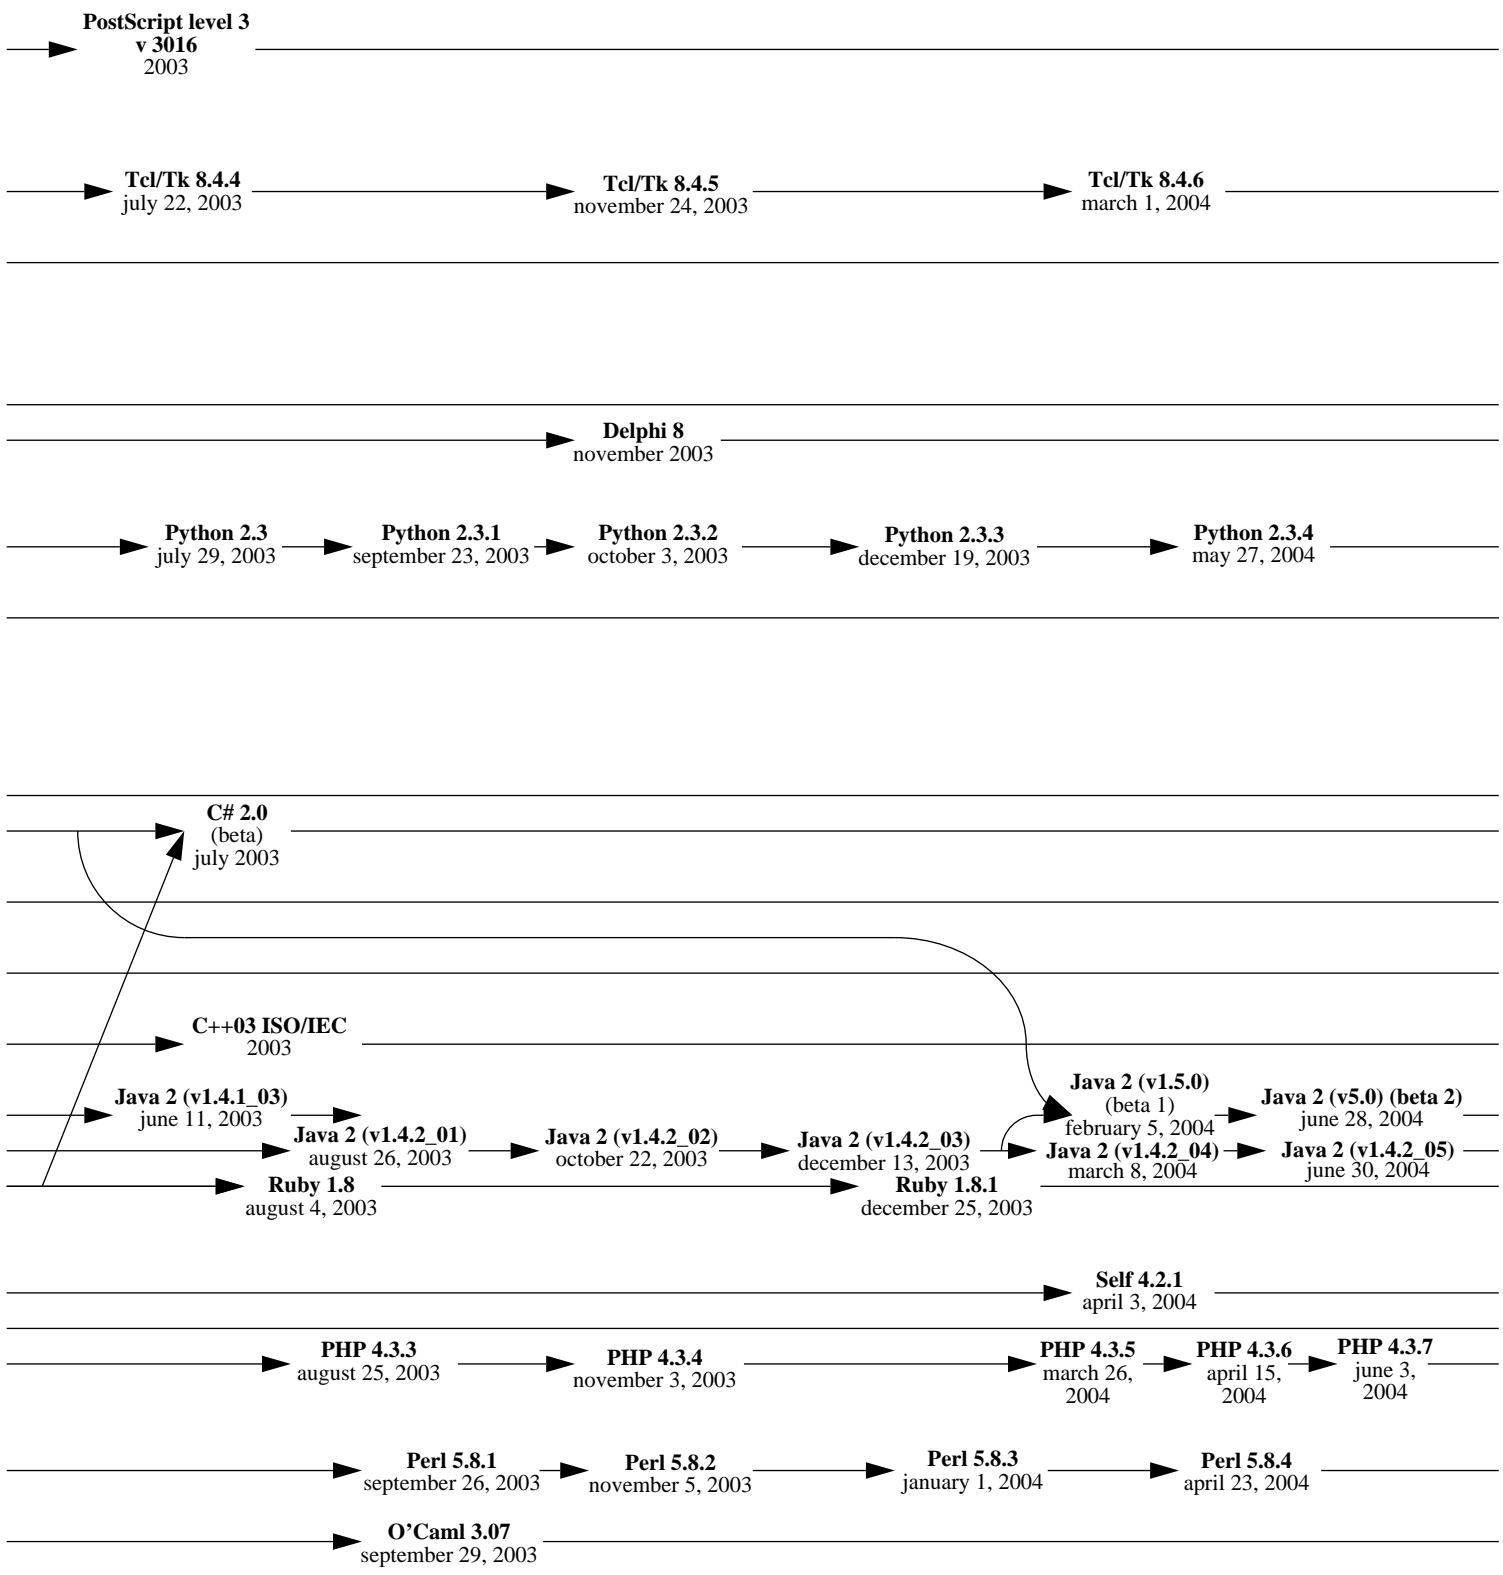 PostScript level 3
v 3016
2003
Tcl/Tk 8.4.4
july 22, 2003
Tcl/Tk 8.4.5
november 24, 2003
Tcl/Tk 8.4.6
march 1, 2004
Delphi 8
november 2003
Python 2.3
july 29, 2003
Python 2.3.1
september 23, 2003
Python 2.3.2
october 3, 2003
Python 2.3.3
december 19, 2003
Python 2.3.4
may 27, 2004
C# 2.0
(beta)
july 2003
C++03 ISO/IEC
2003
Java 2 (v1.4.1_03)
june 11, 2003
Java 2 (v1.5.0)
(beta 1)
february 5, 2004
Java 2 (v5.0) (beta 2)
june 28, 2004
Java 2 (v1.4.2_01)
august 26, 2003
Java 2 (v1.4.2_02)
october 22, 2003
Java 2 (v1.4.2_03)
december 13, 2003
Java 2 (v1.4.2_04)
march 8, 2004
Java 2 (v1.4.2_05)
june 30, 2004
Ruby 1.8
august 4, 2003
Ruby 1.8.1
december 25, 2003
Self 4.2.1
april 3, 2004
PHP 4.3.3
august 25, 2003
PHP 4.3.4
november 3, 2003
PHP 4.3.5
march 26,
2004
PHP 4.3.6
april 15,
2004
PHP 4.3.7
june 3,
2004
Perl 5.8.1
september 26, 2003
Perl 5.8.2
november 5, 2003
Perl 5.8.3
january 1, 2004
Perl 5.8.4
april 23, 2004
O’Caml 3.07
september 29, 2003